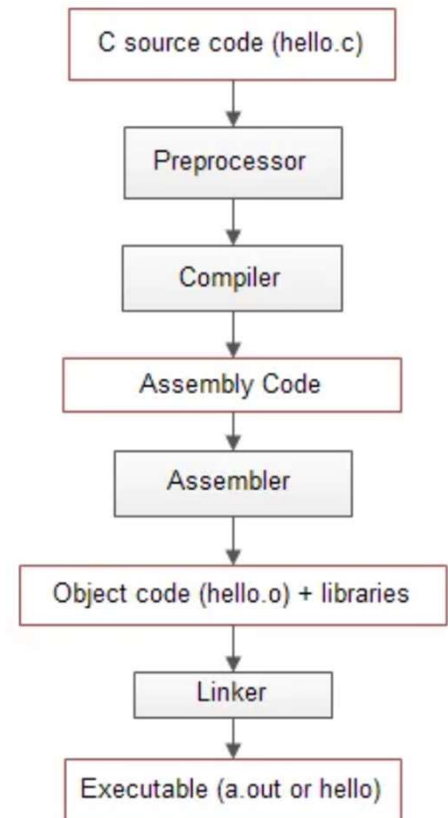 C source code (hello.c)
Preprocessor
Compiler
Assembly Code
Assembler
Object code (hello.o) + libraries
Linker
Executable (a.out or hello)